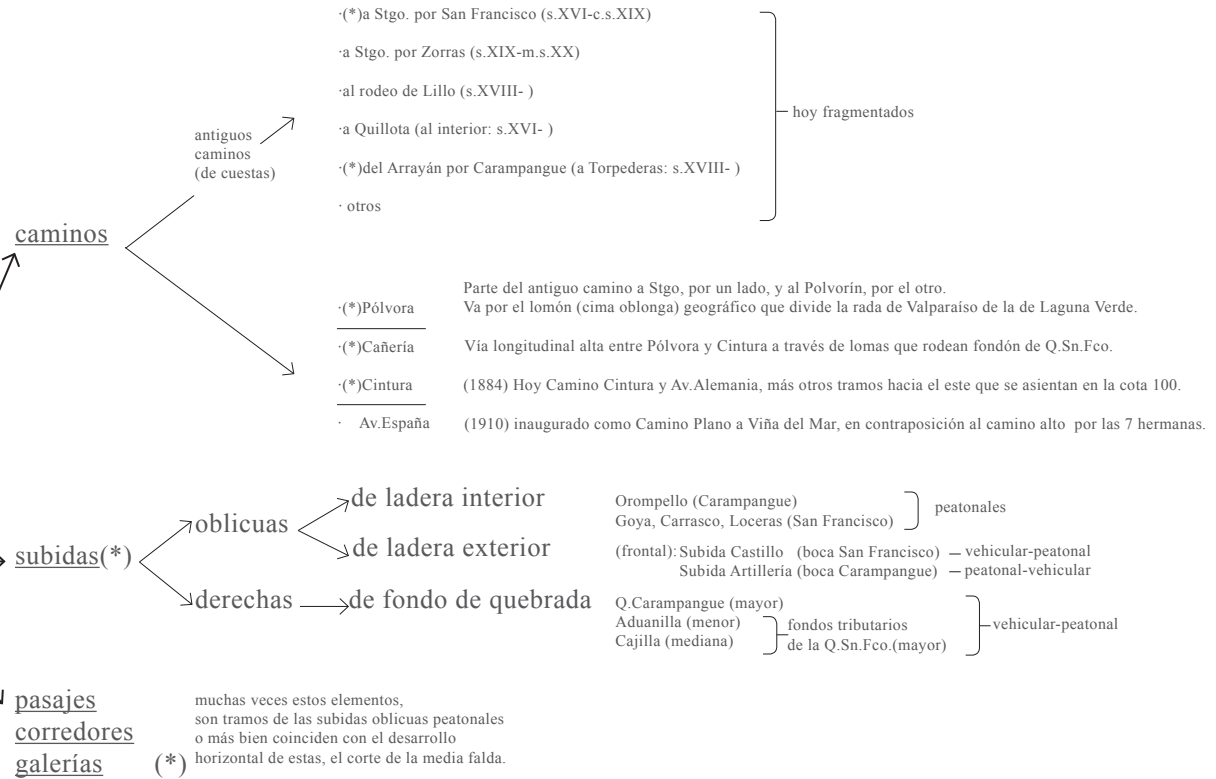 ·(*)a Stgo. por San Francisco (s.XVI-c.s.XIX)
·a Stgo. por Zorras (s.XIX-m.s.XX)
·al rodeo de Lillo (s.XVIII- )
·a Quillota (al interior: s.XVI- )
·(*)del Arrayán por Carampangue (a Torpederas: s.XVIII- )
· otros
hoy fragmentados
antiguos
caminos
(de cuestas)
caminos
·(*)Pólvora
Parte del antiguo camino a Stgo, por un lado, y al Polvorín, por el otro.
Va por el lomón (cima oblonga) geográfico que divide la rada de Valparaíso de la de Laguna Verde.
·(*)Cañería Vía longitudinal alta entre Pólvora y Cintura a través de lomas que rodean fondón de Q.Sn.Fco.
·(*)Cintura (1884) Hoy Camino Cintura y Av.Alemania, más otros tramos hacia el este que se asientan en la cota 100.
· Av.España (1910) inaugurado como Camino Plano a Viña del Mar, en contraposición al camino alto por las 7 hermanas.
subidas(*)
oblicuas
de ladera interior
Orompello (Carampangue)
Goya, Carrasco, Loceras (San Francisco)
peatonales
de ladera exterior
(frontal): Subida Castillo (boca San Francisco) — vehicular-peatonal
Subida Artillería (boca Carampangue) — peatonal-vehicular
derechas
de fondo de quebrada
Q.Carampangue (mayor)
Aduanilla (menor)
Cajilla (mediana)
fondos tributarios
de la Q.Sn.Fco.(mayor)
vehicular-peatonal
pasajes
corredores
galerías (*)
muchas veces estos elementos,
son tramos de las subidas oblicuas peatonales
o más bien coinciden con el desarrollo
horizontal de estas, el corte de la media falda.